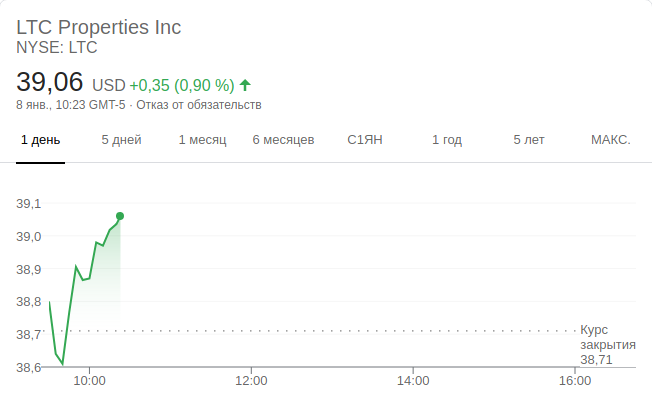 LTC Properties Inc
NYSE: LTC
39,06 USD +0,35 (0,90 %)
8 янв., 10:23 GMT-5 · Отказ от обязательств
1 день 5 дней 1 месяц 6 месяцев С1ЯН 1 год 5 лет МАКС.
39,1
39,0
38,9
38,8
38,7
38,6
Курс
закрытия
38,71
10:00 12:00 14:00 16:00